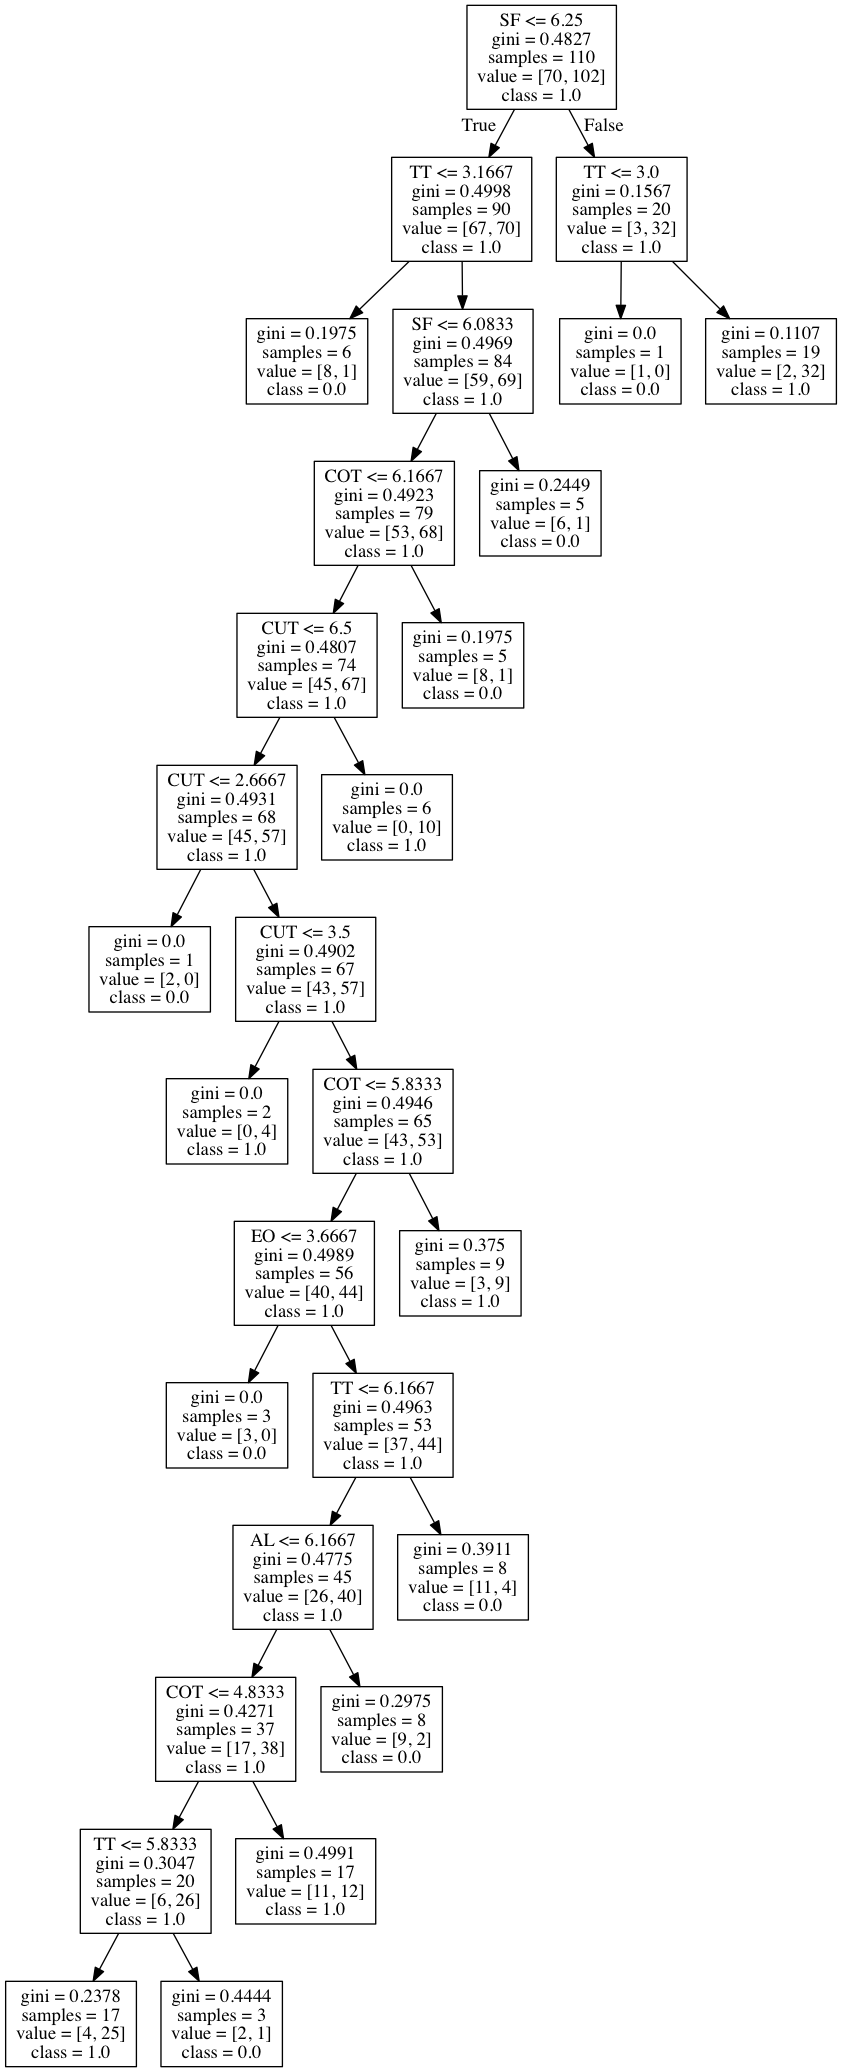 SF <= 6.25
gini = 0.4827
samples = 110
value = [70, 102]
class = 1.0
True
False
TT <= 3.1667
gini = 0.4998
samples = 90
value = [67, 70]
class = 1.0
TT <= 3.0
gini = 0.1567
samples = 20
value = [3, 32]
class = 1.0
gini = 0.1975
samples = 6
value = [8, 1]
class = 0.0
SF <= 6.0833
gini = 0.4969
samples = 84
value = [59, 69]
class = 1.0
gini = 0.0
samples = 1
value = [1, 0]
class = 0.0
gini = 0.1107
samples = 19
value = [2, 32]
class = 1.0
COT <= 6.1667
gini = 0.4923
samples = 79
value = [53, 68]
class = 1.0
gini = 0.2449
samples = 5
value = [6, 1]
class = 0.0
CUT <= 6.5
gini = 0.4807
samples = 74
value = [45, 67]
class = 1.0
gini = 0.1975
samples = 5
value = [8, 1]
class = 0.0
CUT <= 2.6667
gini = 0.4931
samples = 68
value = [45, 57]
class = 1.0
gini = 0.0
samples = 6
value = [0, 10]
class = 1.0
gini = 0.0
samples = 1
value = [2, 0]
class = 0.0
CUT <= 3.5
gini = 0.4902
samples = 67
value = [43, 57]
class = 1.0
gini = 0.0
samples = 2
value = [0, 4]
class = 1.0
COT <= 5.8333
gini = 0.4946
samples = 65
value = [43, 53]
class = 1.0
EO <= 3.6667
gini = 0.4989
samples = 56
value = [40, 44]
class = 1.0
gini = 0.375
samples = 9
value = [3, 9]
class = 1.0
gini = 0.0
samples = 3
value = [3, 0]
class = 0.0
TT <= 6.1667
gini = 0.4963
samples = 53
value = [37, 44]
class = 1.0
AL <= 6.1667
gini = 0.4775
samples = 45
value = [26, 40]
class = 1.0
gini = 0.3911
samples = 8
value = [11, 4]
class = 0.0
COT <= 4.8333
gini = 0.4271
samples = 37
value = [17, 38]
class = 1.0
gini = 0.2975
samples = 8
value = [9, 2]
class = 0.0
TT <= 5.8333
gini = 0.3047
samples = 20
value = [6, 26]
class = 1.0
gini = 0.4991
samples = 17
value = [11, 12]
class = 1.0
gini = 0.2378
samples = 17
value = [4, 25]
class = 1.0
gini = 0.4444
samples = 3
value = [2, 1]
class = 0.0